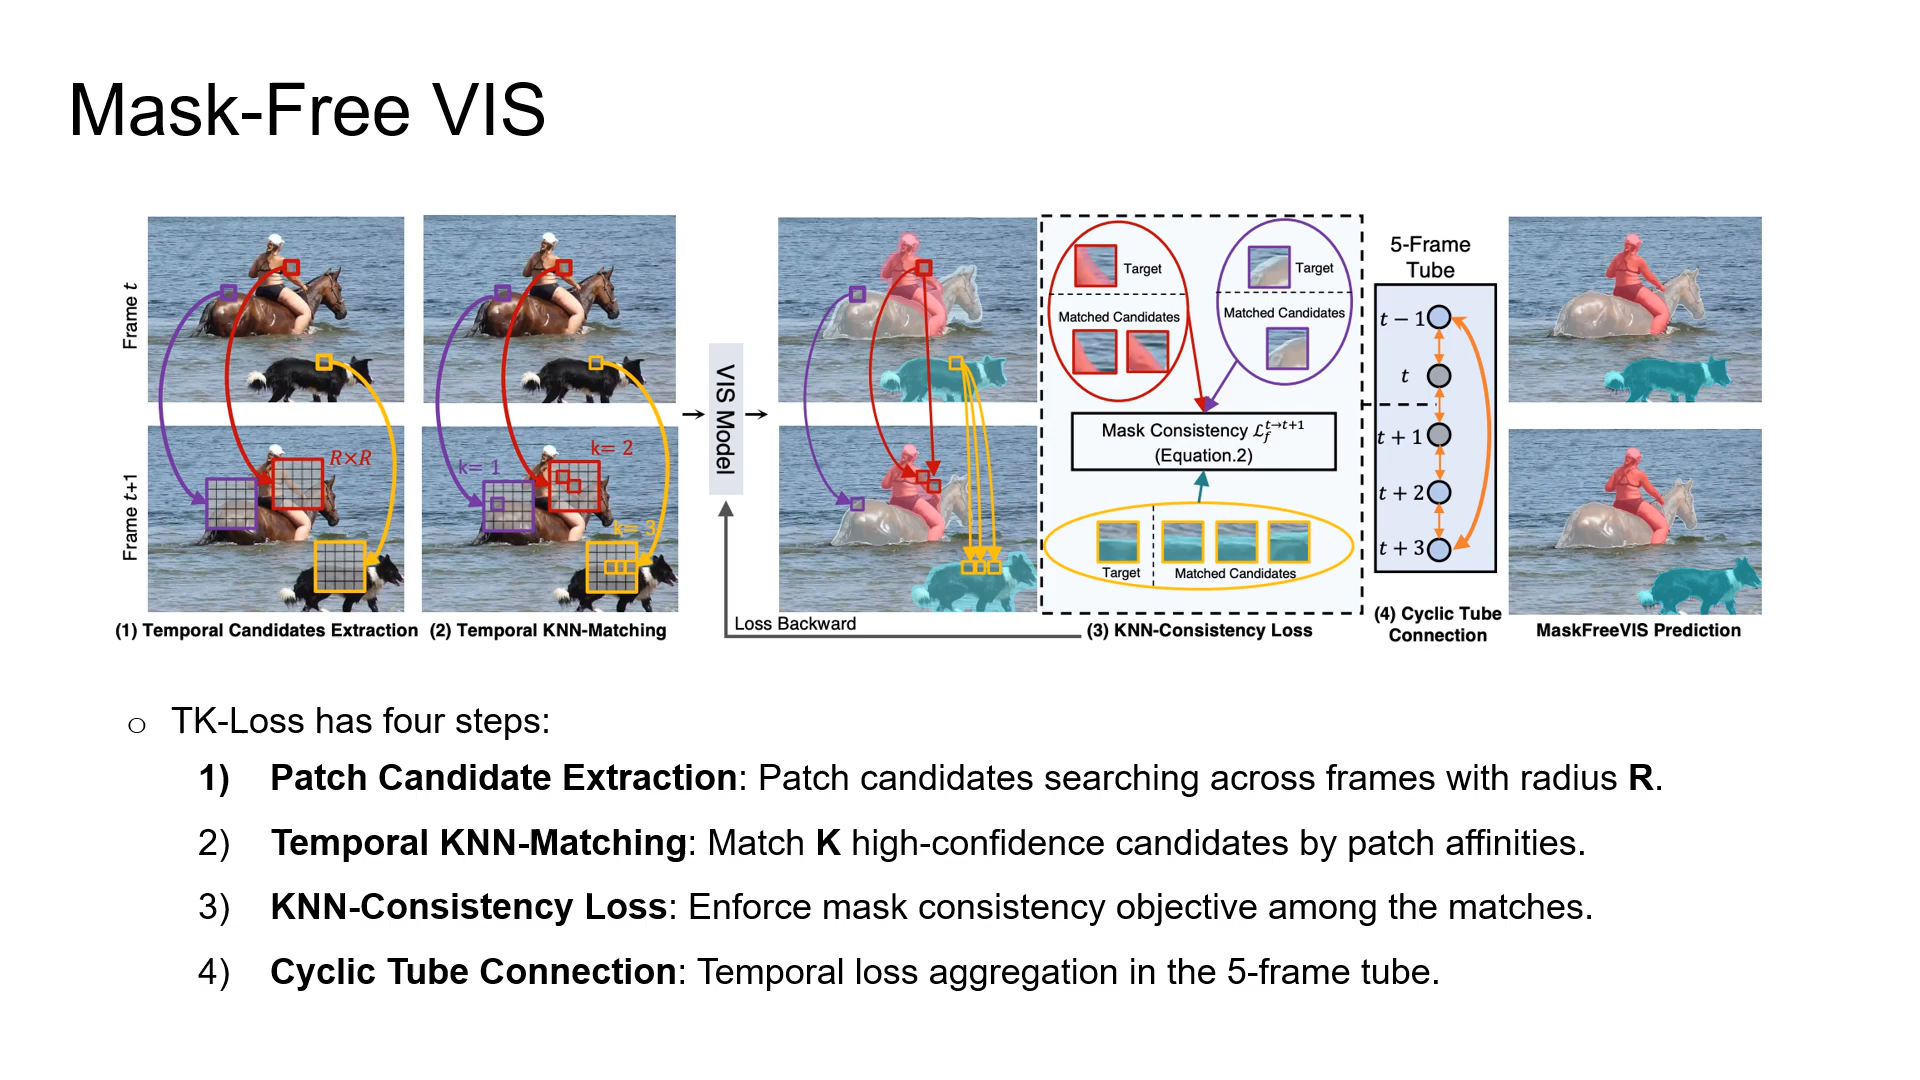 Mask-Free VIS
Frame t
Frame t+1
R×R
k= 1
k= 2
k= 3
VIS Model
Target
Matched Candidates
Target
Matched Candidates
Mask Consistency ℒ_f^{t→t+1}
(Equation.2)
Target
Matched Candidates
5-Frame
Tube
t − 1
t
t + 1
t + 2
t + 3
Loss Backward
(1) Temporal Candidates Extraction
(2) Temporal KNN-Matching
(3) KNN-Consistency Loss
(4) Cyclic Tube
Connection
MaskFreeVIS Prediction
o TK-Loss has four steps:
1) Patch Candidate Extraction: Patch candidates searching across frames with radius R.
2) Temporal KNN-Matching: Match K high-confidence candidates by patch affinities.
3) KNN-Consistency Loss: Enforce mask consistency objective among the matches.
4) Cyclic Tube Connection: Temporal loss aggregation in the 5-frame tube.